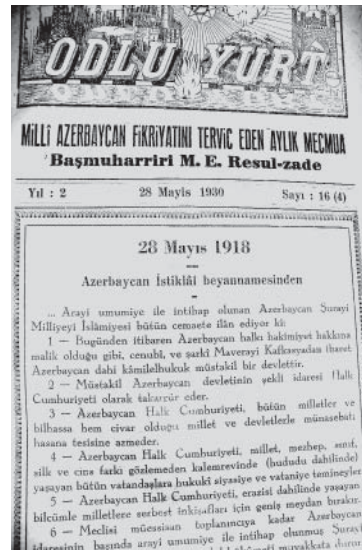 ODLU YURT
MİLLİ AZERBAYCAN FİKRİYATINI TERVİC EDEN AYLIK MECMUA
Başmuharriri M. E. Resul-zade
Yıl : 2 28 Mayis 1930 Sayı : 16 (4)
28 Mayıs 1918
Azerbaycan İstiklâl beyannamesinden
... Arayi umumiye ile intihap olunan Azerbaycan Şurayi
Milliyeyi İslâmiyesi bütün cemaete ilân ediyor ki:
1 — Bugünden itibaren Azerbaycan halkı hakimiyet hakkına
malik olduğu gibi, cenubî, ve şarkî Maverayi Kafkasyadan ibaret
Azerbaycan dahi kâmilelhukuk müstakil bir devlettir.
2 — Müstakil Azerbaycan devletinin şekli idaresi Halk
Cumhuriyeti olarak takarrür eder.
3 — Azerbaycan Halk Cumhuriyeti, bütün milletler ve
bilhassa hem civar olduğu millet ve devletlerle münasebatı
hasana tesisine azmeder.
4 — Azerbaycan Halk Cumhuriyeti, millet, mezhep, sınıf,
silk ve cins farkı gözlemeden kalemrevinde (hududu dahilinde)
yaşayan bütün vatandaşlara hukuki siyasiye ve vataniye temineyler
5 — Azerbaycan Halk Cumhuriyeti, erazisi dahilinde yaşayan
bilcümle milletlere serbest inkişafları için geniş meydan bırakır.
6 — Meclisi müessisan toplanıncıya kadar Azerbaycan
idaresinin başında arayi umumiye ile intihap olunmuş Şurayi